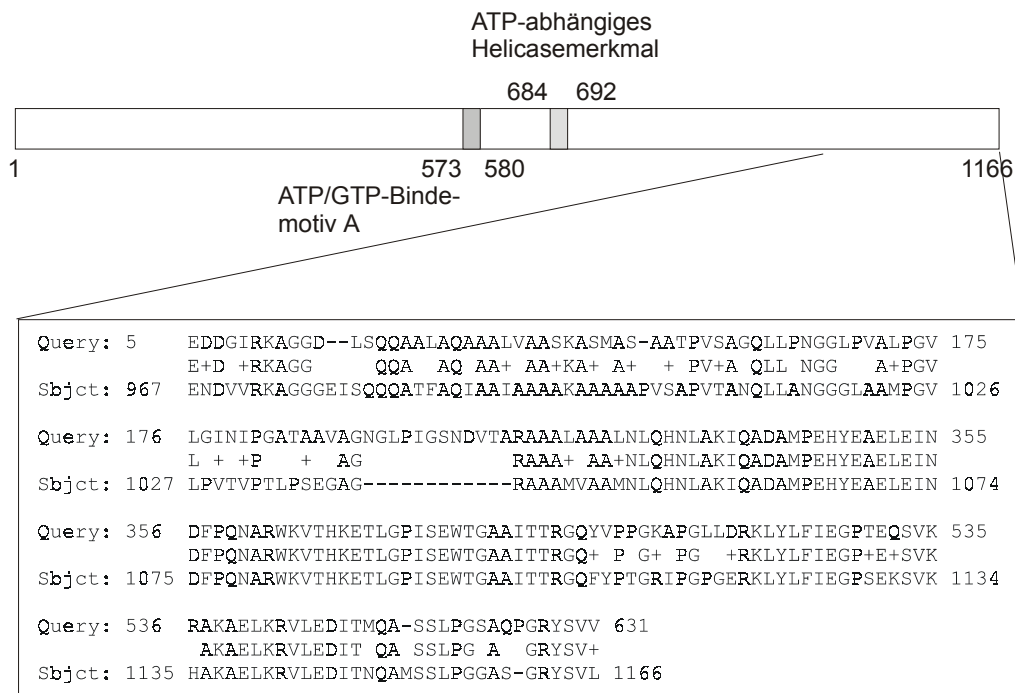 ATP-abhängiges
Helicasemerkmal
684 692
1 573 580 1166
ATP/GTP-Binde-
motiv A
Query: 5 EDDGIRKAGGD--LSQQAALAQAAALVAASKASMAS-AATPVSAGQLLPNGGLPVALPGV 175
E+D +RKAGG QQA AQ AA+ AA+KA+ A+ + PV+A QLL NGG A+PGV
Sbjct: 967 ENDVVRKAGGGEISQQQATFAQIAAIAAAAKAAAAAPVSAPVTANQLLANGGGLAAMPGV 1026
Query: 176 LGINIPGATAAVAGNGLPIGSNDVTARAAALAAALNLQHNLAKIQADAMPEHYEAELEIN 355
L + +P + AG RAAA+ AA+NLQHNLAKIQADAMPEHYEAELEIN
Sbjct: 1027 LPVTVPTLPSEGAG------------RAAAMVAAMNLQHNLAKIQADAMPEHYEAELEIN 1074
Query: 356 DFPQNARWKVTHKETLGPISEWTGAAITTRGQYVPPGKAPGLLDRKLYLFIEGPTEQSVK 535
DFPQNARWKVTHKETLGPISEWTGAAITTRGQ+ P G+ PG +RKLYLFIEGP+E+SVK
Sbjct: 1075 DFPQNARWKVTHKETLGPISEWTGAAITTRGQFYPTGRIPGPGERKLYLFIEGPSEKSVK 1134
Query: 536 RAKAELKRVLEDITMQA-SSLPGSAQPGRYSVV 631
AKAELKRVLEDIT QA SSLPG A GRYSV+
Sbjct: 1135 HAKAELKRVLEDITNQAMSSLPGGAS-GRYSVL 1166